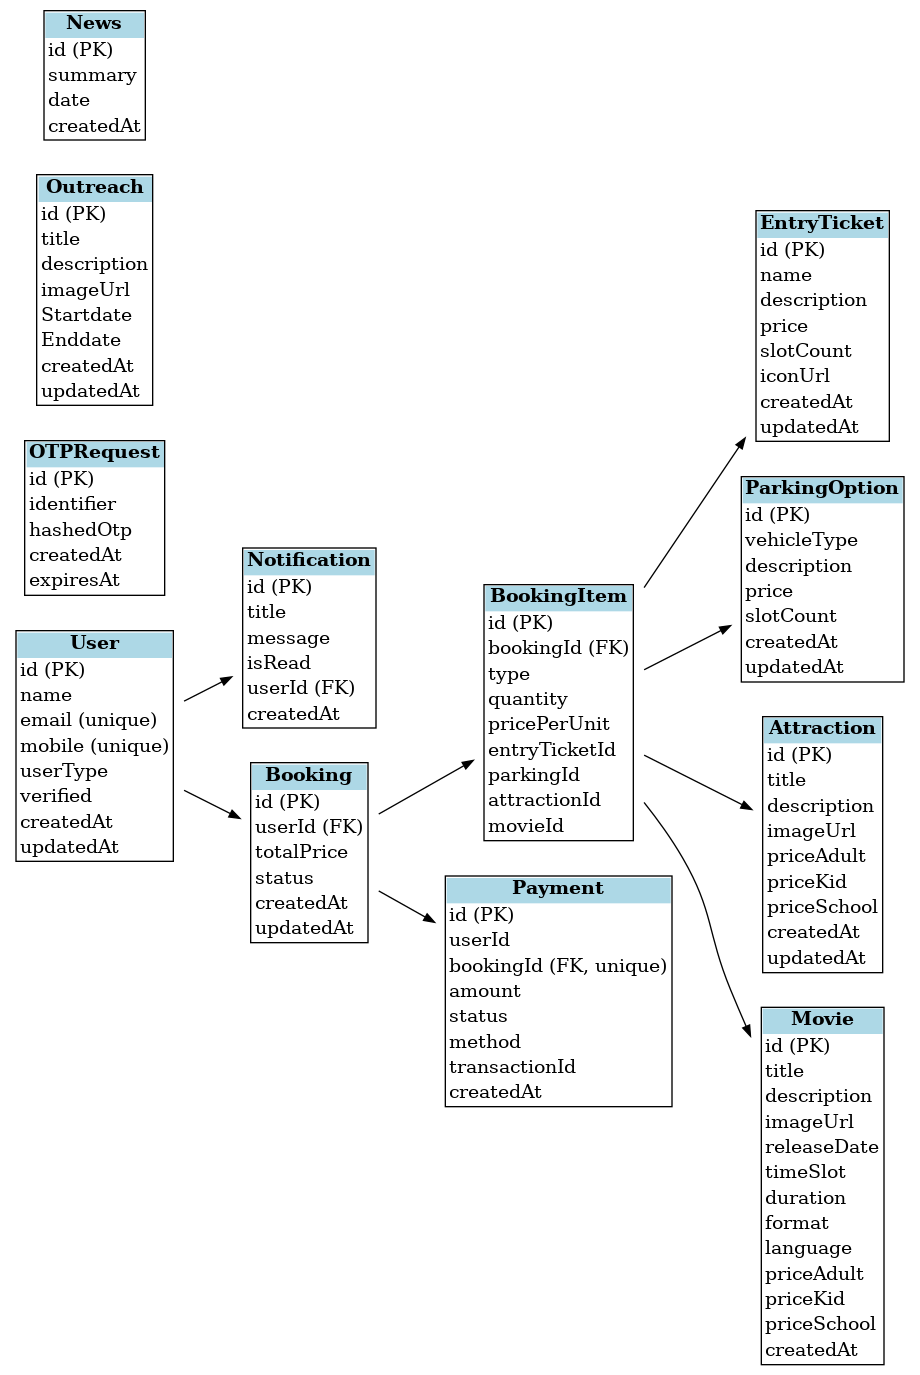 News
id (PK)
summary
date
createdAt
Outreach
id (PK)
title
description
imageUrl
Startdate
Enddate
createdAt
updatedAt
OTPRequest
id (PK)
identifier
hashedOtp
createdAt
expiresAt
User
id (PK)
name
email (unique)
mobile (unique)
userType
verified
createdAt
updatedAt
Notification
id (PK)
title
message
isRead
userId (FK)
createdAt
Booking
id (PK)
userId (FK)
totalPrice
status
createdAt
updatedAt
BookingItem
id (PK)
bookingId (FK)
type
quantity
pricePerUnit
entryTicketId
parkingId
attractionId
movieId
Payment
id (PK)
userId
bookingId (FK, unique)
amount
status
method
transactionId
createdAt
EntryTicket
id (PK)
name
description
price
slotCount
iconUrl
createdAt
updatedAt
ParkingOption
id (PK)
vehicleType
description
price
slotCount
createdAt
updatedAt
Attraction
id (PK)
title
description
imageUrl
priceAdult
priceKid
priceSchool
createdAt
updatedAt
Movie
id (PK)
title
description
imageUrl
releaseDate
timeSlot
duration
format
language
priceAdult
priceKid
priceSchool
createdAt